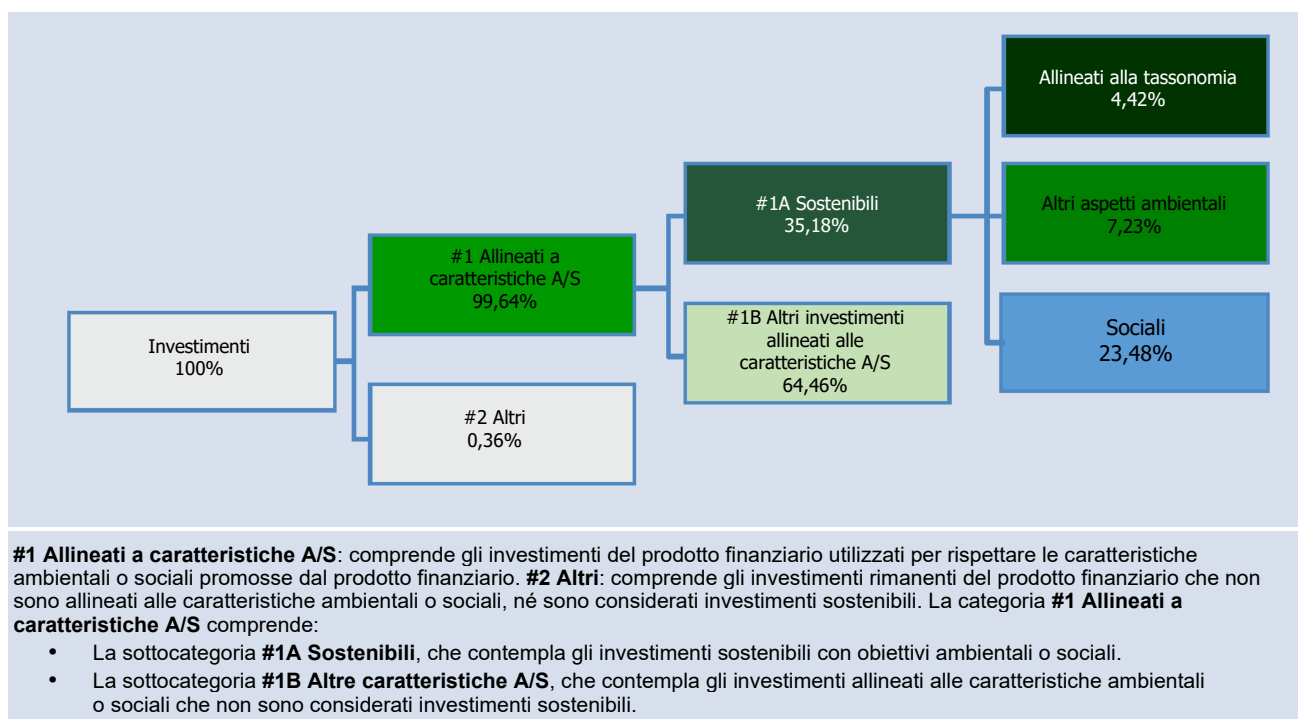 Investimenti
100%
#1 Allineati a
caratteristiche A/S
99,64%
#2 Altri
0,36%
#1A Sostenibili
35,18%
#1B Altri investimenti
allineati alle
caratteristiche A/S
64,46%
Allineati alla tassonomia
4,42%
Altri aspetti ambientali
7,23%
Sociali
23,48%
#1 Allineati a caratteristiche A/S: comprende gli investimenti del prodotto finanziario utilizzati per rispettare le caratteristiche
ambientali o sociali promosse dal prodotto finanziario. #2 Altri: comprende gli investimenti rimanenti del prodotto finanziario che non
sono allineati alle caratteristiche ambientali o sociali, né sono considerati investimenti sostenibili. La categoria #1 Allineati a
caratteristiche A/S comprende:
• La sottocategoria #1A Sostenibili, che contempla gli investimenti sostenibili con obiettivi ambientali o sociali.
• La sottocategoria #1B Altre caratteristiche A/S, che contempla gli investimenti allineati alle caratteristiche ambientali
o sociali che non sono considerati investimenti sostenibili.